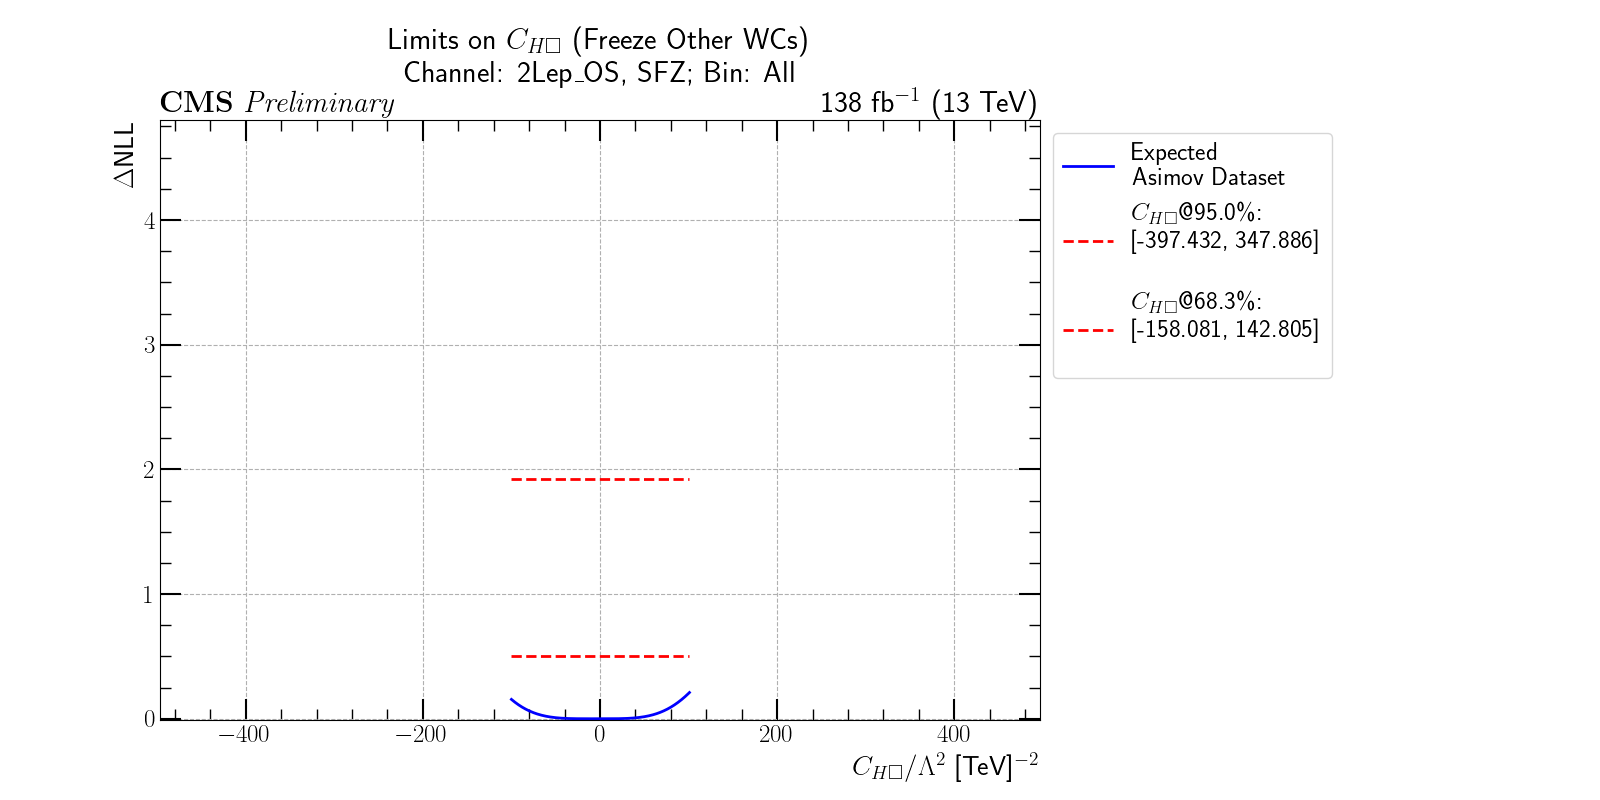 Limits on C_{H□} (Freeze Other WCs)
Channel: 2Lep_OS, SFZ; Bin: All
CMS Preliminary
138 fb⁻¹ (13 TeV)
ΔNLL
4
3
2
1
0
−400
−200
0
200
400
C_{H□}/Λ² [TeV]⁻²
Expected
Asimov Dataset
C_{H□}@95.0%:
[-397.432, 347.886]
C_{H□}@68.3%:
[-158.081, 142.805]